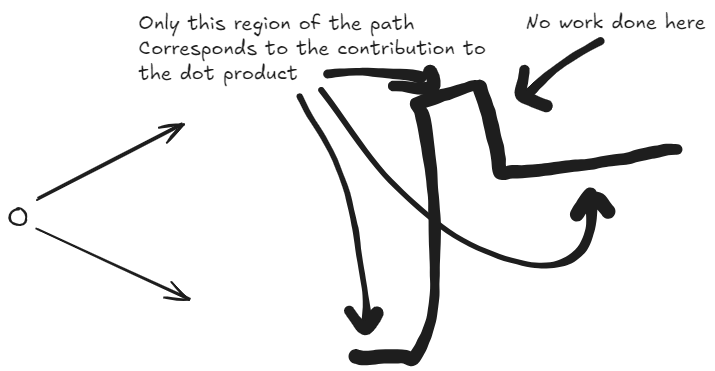 Only this region of the path
Corresponds to the contribution to
the dot product
No work done here